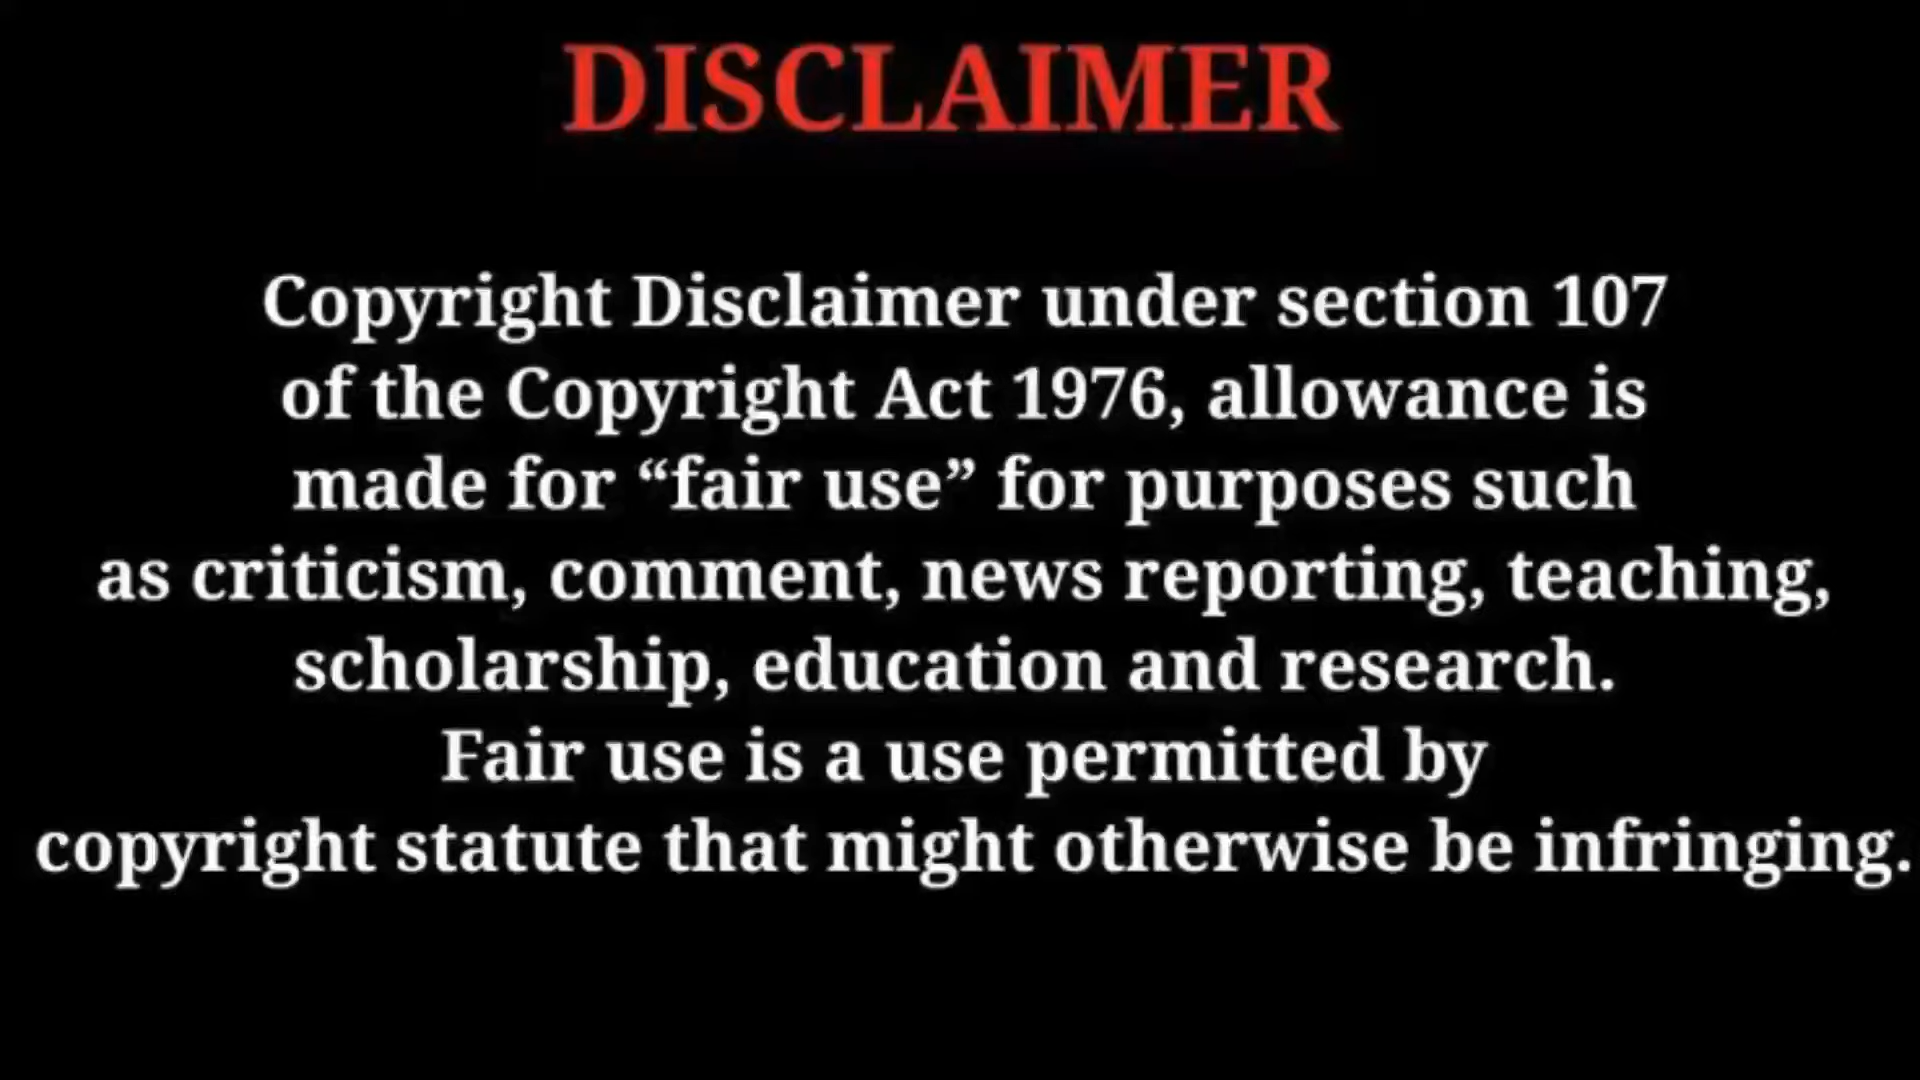 DISCLAIMER
Copyright Disclaimer under section 107
of the Copyright Act 1976, allowance is
made for “fair use” for purposes such
as criticism, comment, news reporting, teaching,
scholarship, education and research.
Fair use is a use permitted by
copyright statute that might otherwise be infringing.